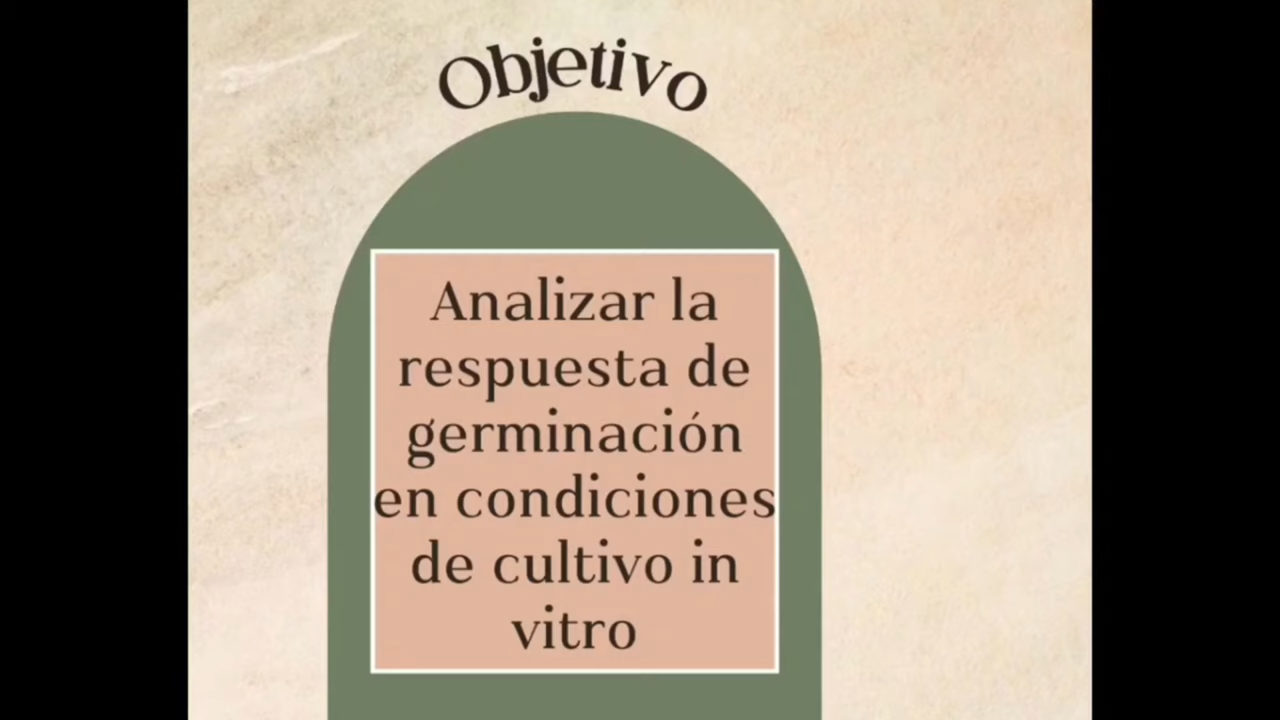 Objetivo
Analizar la
respuesta de
germinación
en condiciones
de cultivo in
vitro